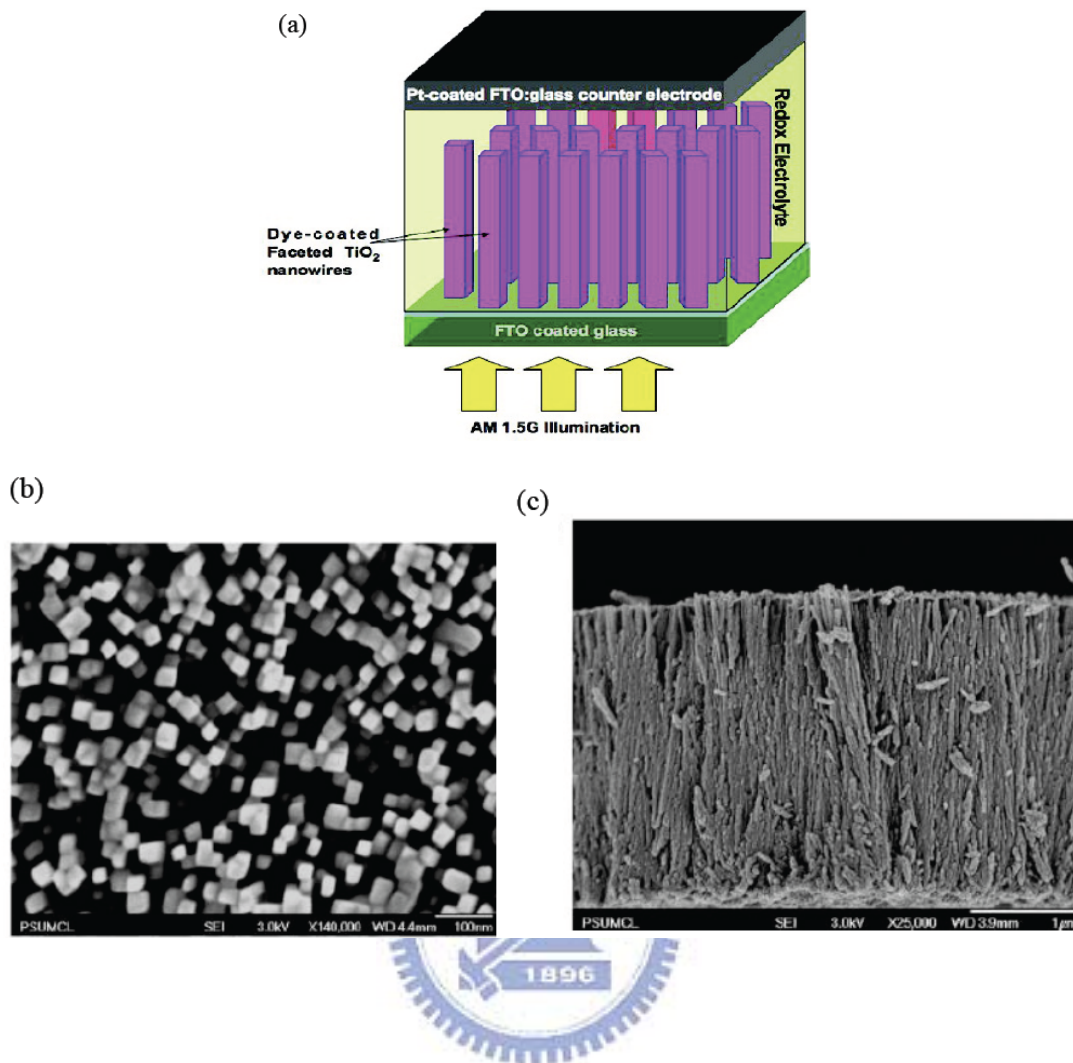 (a)
Pt-coated FTO:glass counter electrode
Redox Electrolyte
Dye-coated
Faceted TiO₂
nanowires
FTO coated glass
AM 1.5G Illumination
(b)
(c)
PSUMCL SEI 3.0kV X140,000 WD 4.4mm 100nm
PSUMCL SEI 3.0kV X25,000 WD 3.9mm 1μm
1896